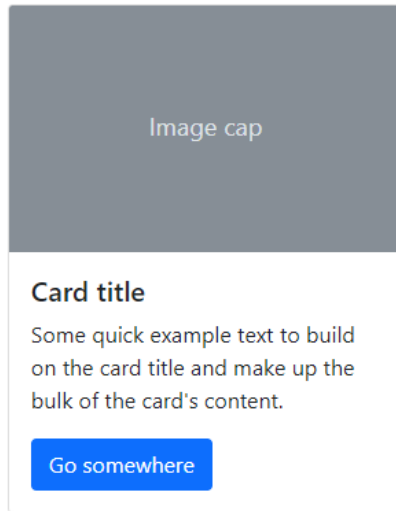 Image cap
Card title
Some quick example text to build
on the card title and make up the
bulk of the card's content.
Go somewhere